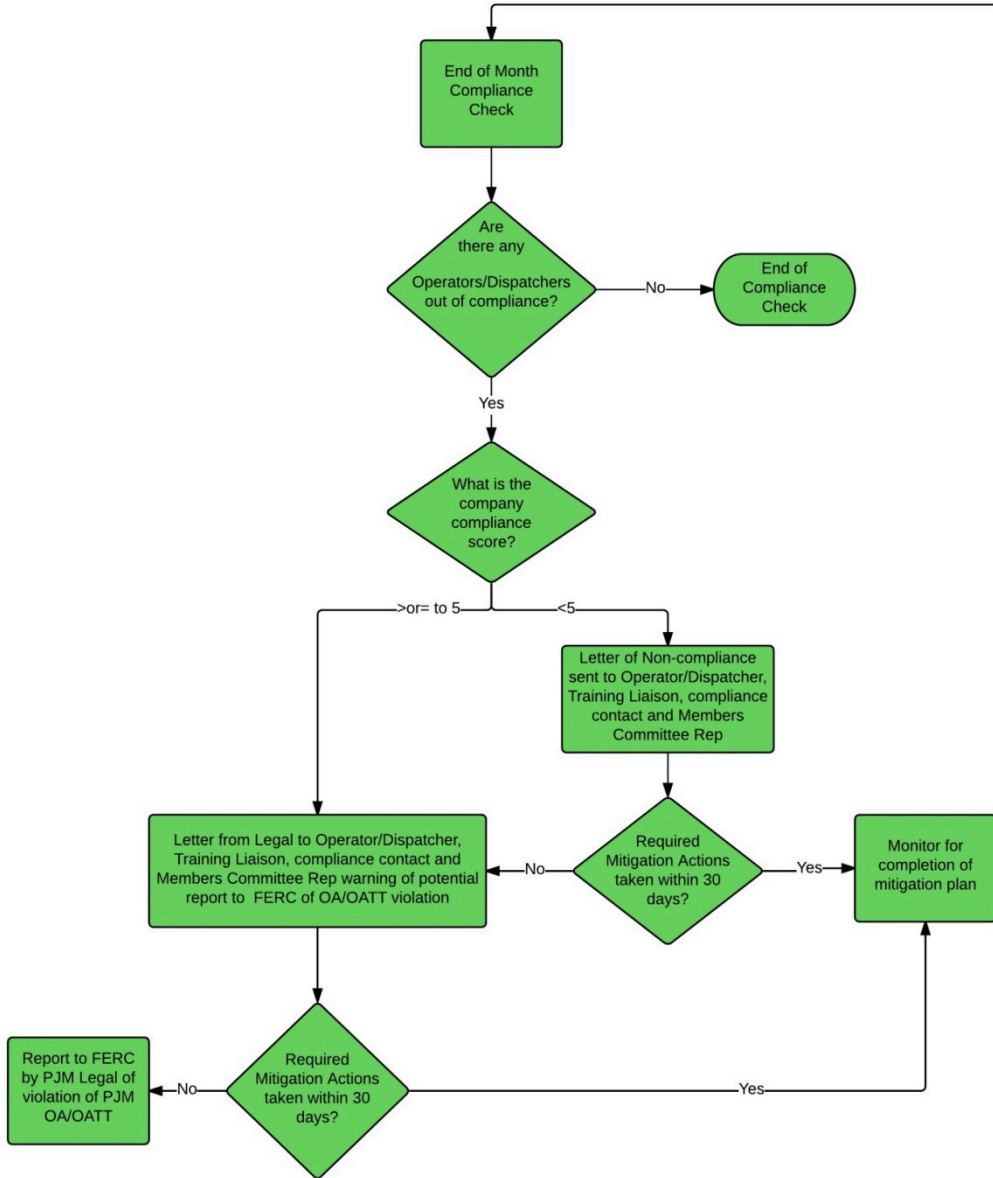 End of Month
Compliance
Check
Are
there any
Operators/Dispatchers
out of compliance?
No
End of
Compliance
Check
Yes
What is the
company
compliance
score?
>or= to 5
<5
Letter of Non-compliance
sent to Operator/Dispatcher,
Training Liaison, compliance
contact and Members
Committee Rep
Letter from Legal to Operator/Dispatcher,
Training Liaison, compliance contact and
Members Committee Rep warning of potential
report to FERC of OA/OATT violation
No
Required
Mitigation Actions
taken within 30
days?
Yes
Monitor for
completion of
mitigation plan
Report to FERC
by PJM Legal of
violation of PJM
OA/OATT
No
Required
Mitigation Actions
taken within 30
days?
Yes